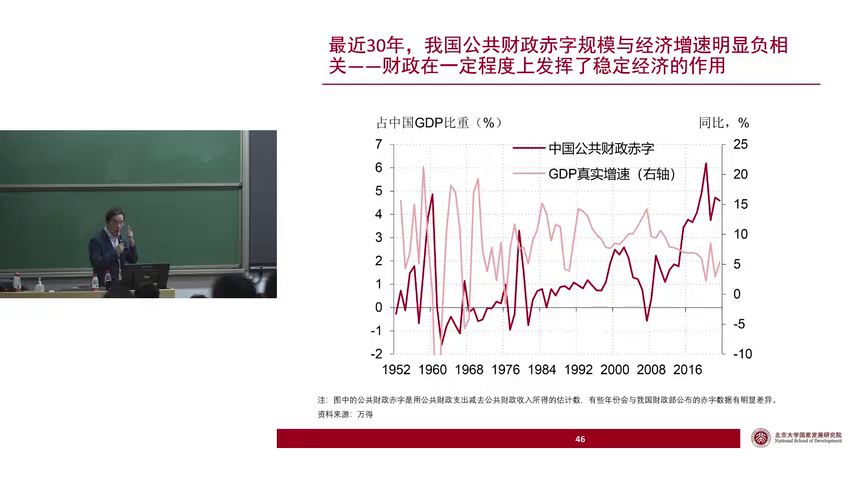 最近30年，我国公共财政赤字规模与经济增速明显负相
关——财政在一定程度上发挥了稳定经济的作用
占中国GDP比重（%）
同比，%
中国公共财政赤字
GDP真实增速（右轴）
7
6
5
4
3
2
1
0
-1
-2
25
20
15
10
5
0
-5
-10
1952 1960 1968 1976 1984 1992 2000 2008 2016
注：图中的公共财政赤字是用公共财政支出减去公共财政收入所得的估计数，有些年份会与我国财政部公布的赤字数据有明显差异。
资料来源：万得
46
北京大学国家发展研究院
National School of Development